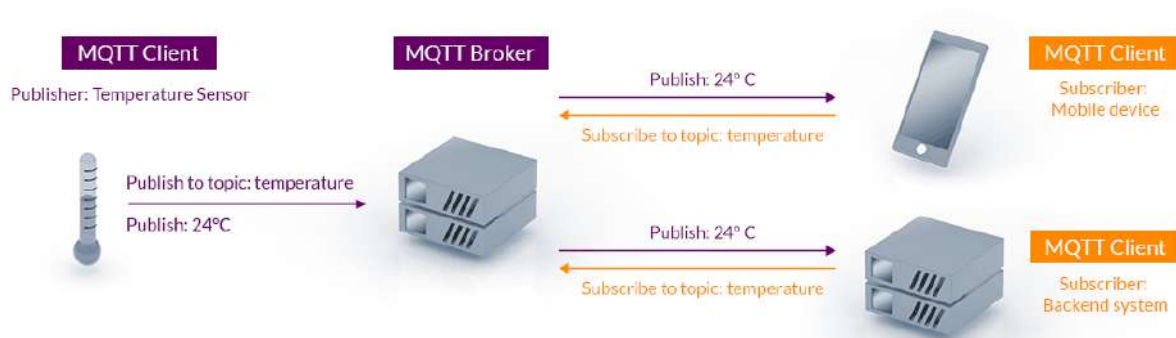 MQTT Client
Publisher: Temperature Sensor
Publish to topic: temperature
Publish: 24°C
MQTT Broker
Publish: 24° C
Subscribe to topic: temperature
MQTT Client
Subscriber:
Mobile device
Publish: 24° C
Subscribe to topic: temperature
MQTT Client
Subscriber:
Backend system